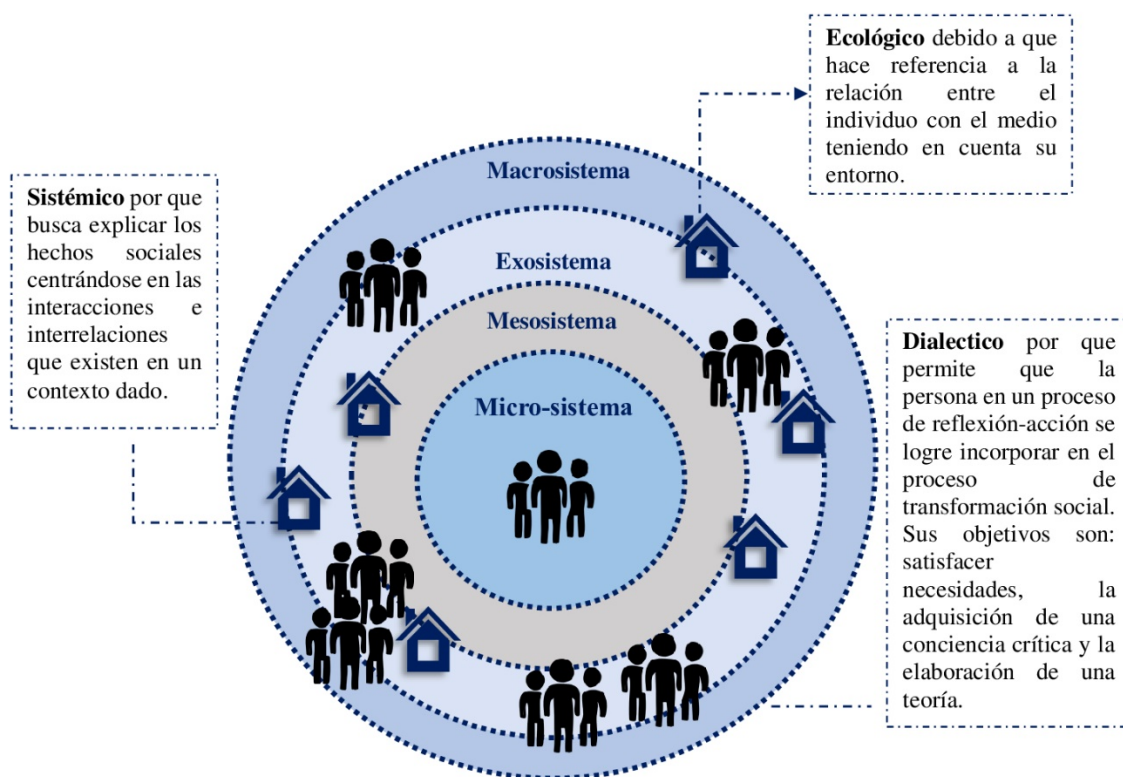 Ecológico debido a que
hace referencia a la
relación entre el
individuo con el medio
teniendo en cuenta su
entorno.
Macrosistema
Sistémico por que
busca explicar los
hechos sociales
centrándose en las
interacciones e
interrelaciones
que existen en un
contexto dado.
Exosistema
Mesosistema
Micro-sistema
Dialectico por que
permite que la
persona en un proceso
de reflexión-acción se
logre incorporar en el
proceso de
transformación social.
Sus objetivos son:
satisfacer
necesidades, la
adquisición de una
conciencia crítica y la
elaboración de una
teoría.